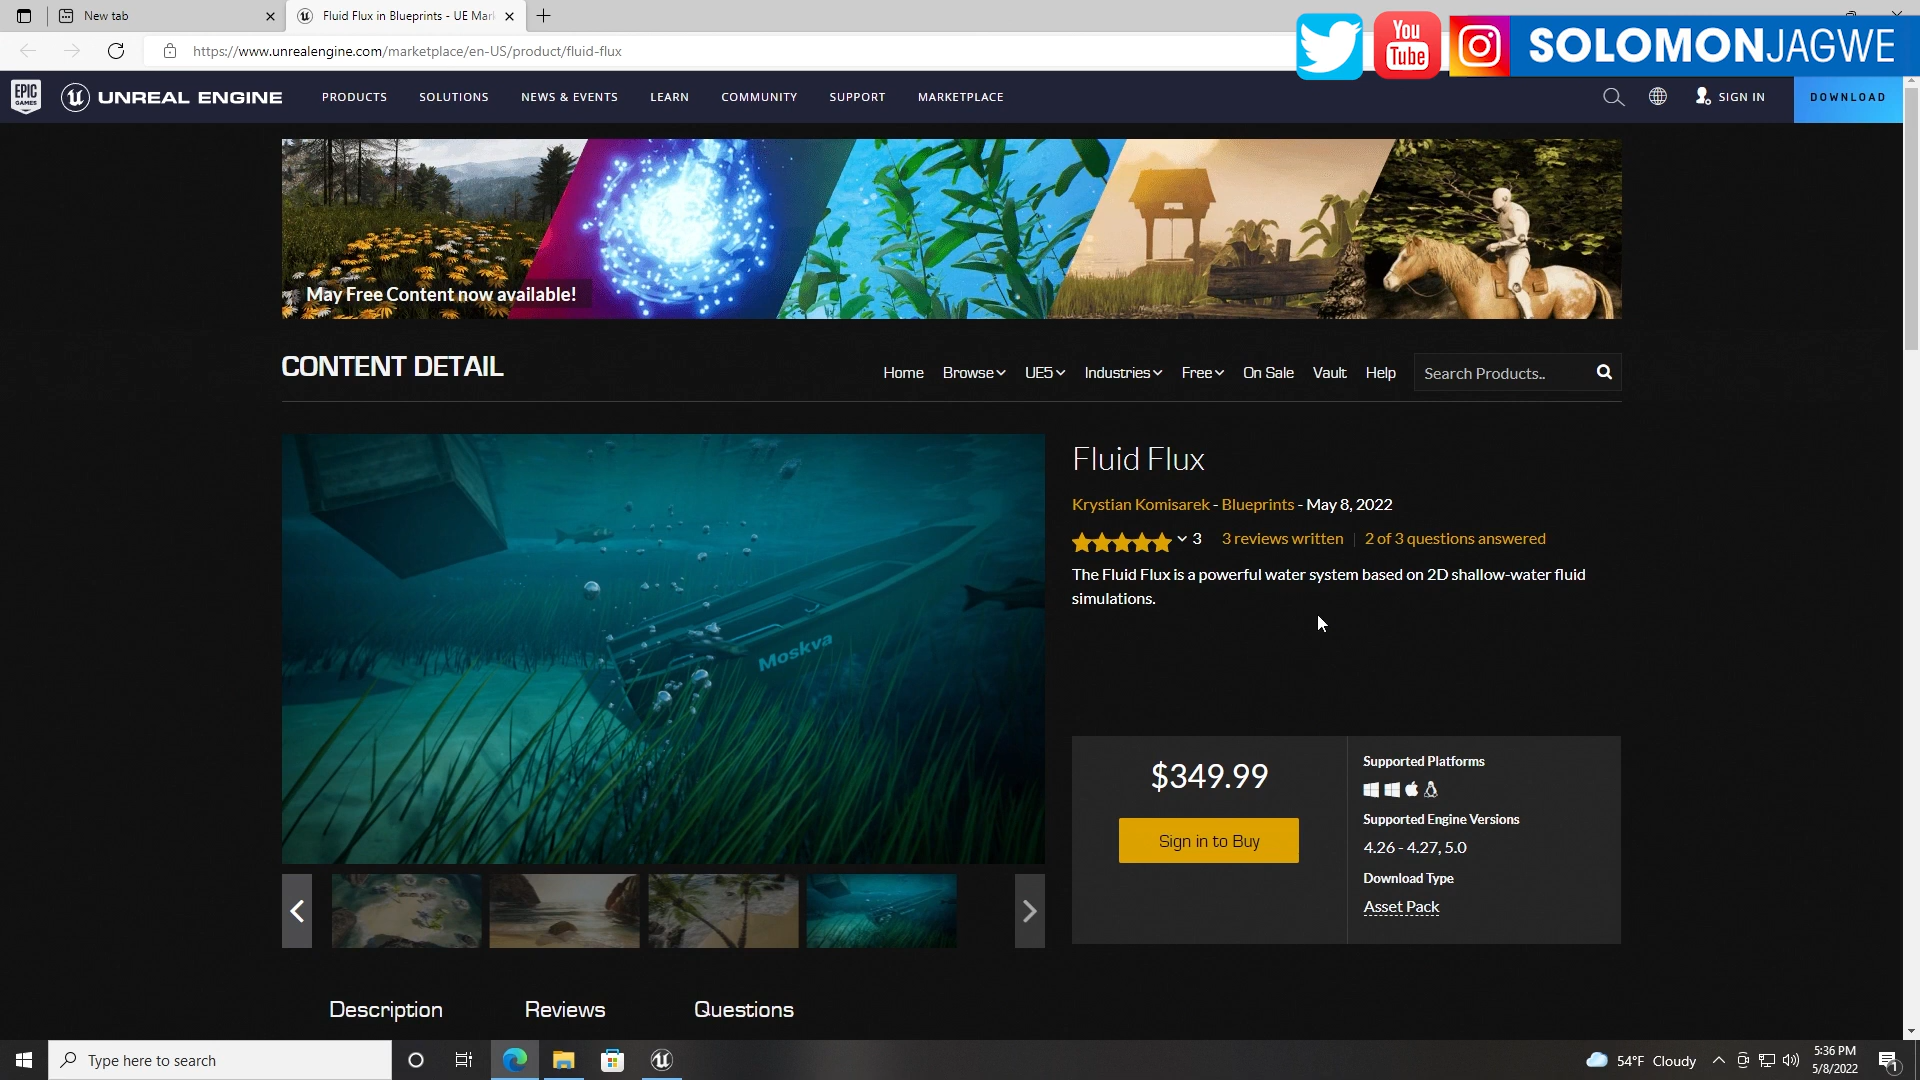 New tab
Fluid Flux in Blueprints - UE Mar
https://www.unrealengine.com/marketplace/en-US/product/fluid-flux
You
Tube
SOLOMONJAGWE
EPIC
GAMES
UNREAL ENGINE
PRODUCTS
SOLUTIONS
NEWS & EVENTS
LEARN
COMMUNITY
SUPPORT
MARKETPLACE
SIGN IN
DOWNLOAD
May Free Content now available!
CONTENT DETAIL
Home
Browse
UE5
Industries
Free
On Sale
Vault
Help
Search Products..
Moskva
Fluid Flux
Krystian Komisarek - Blueprints - May 8, 2022
3
3 reviews written
2 of 3 questions answered
The Fluid Flux is a powerful water system based on 2D shallow-water fluid
simulations.
$349.99
Sign in to Buy
Supported Platforms
Supported Engine Versions
4.26 - 4.27, 5.0
Download Type
Asset Pack
Description
Reviews
Questions
Type here to search
54°F Cloudy
5:36 PM
5/8/2022
1